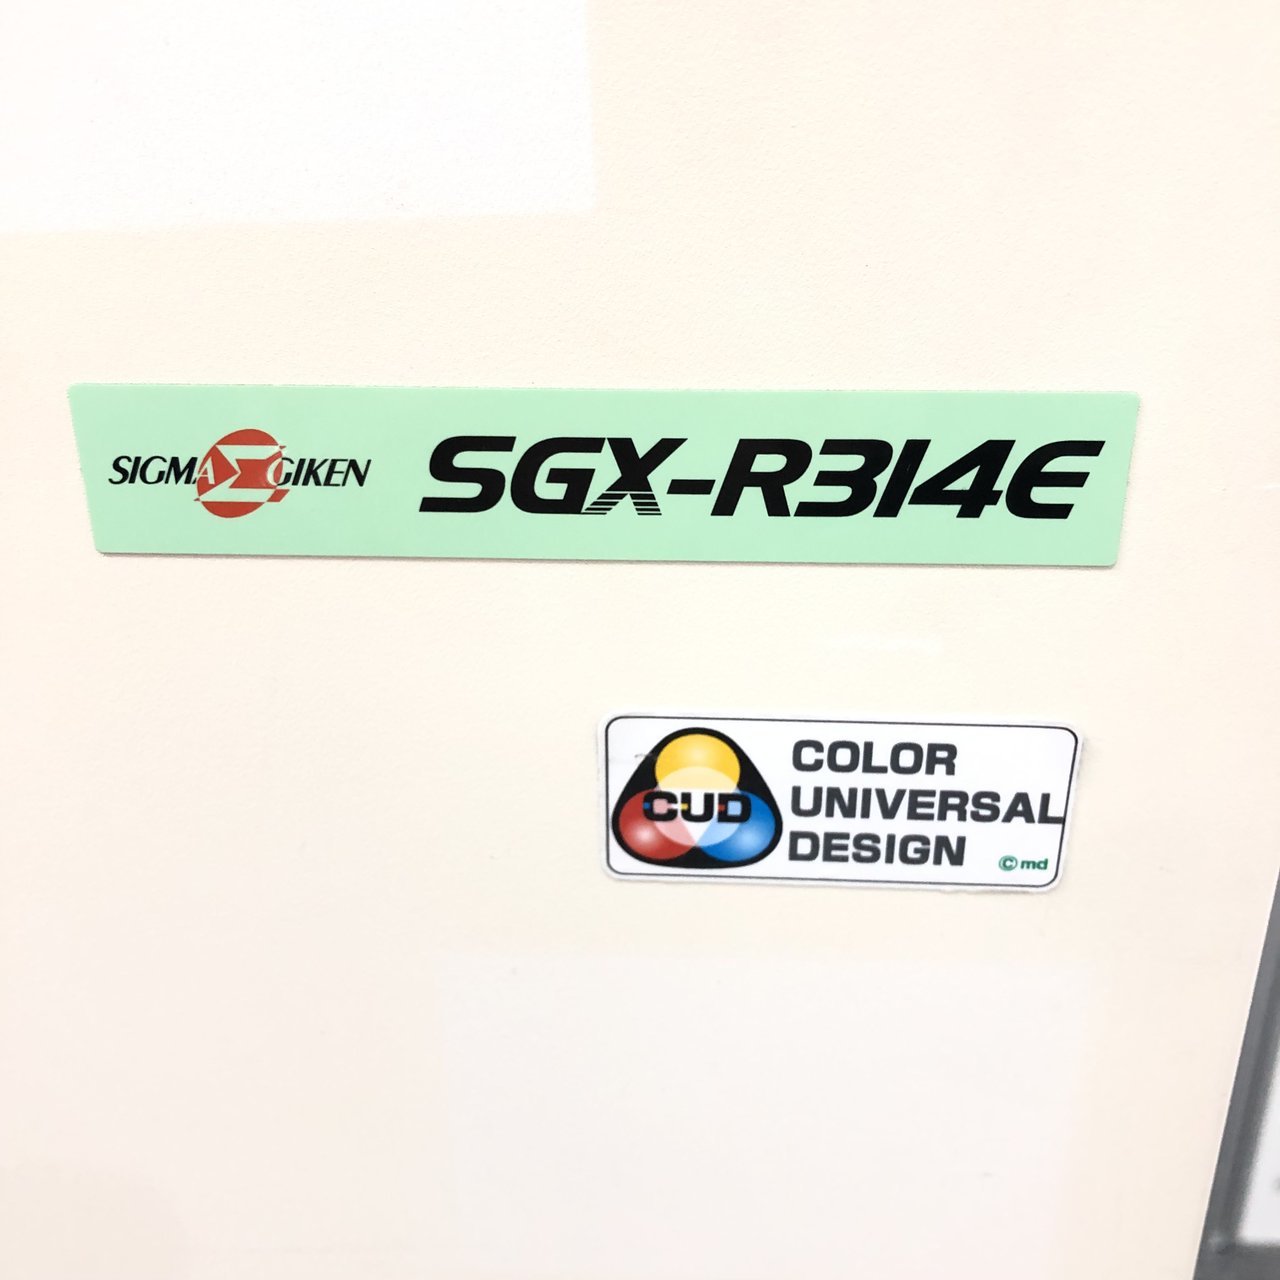 SIGMA Σ GIKEN SGX-R314E
CUD
COLOR
UNIVERSAL
DESIGN
© md